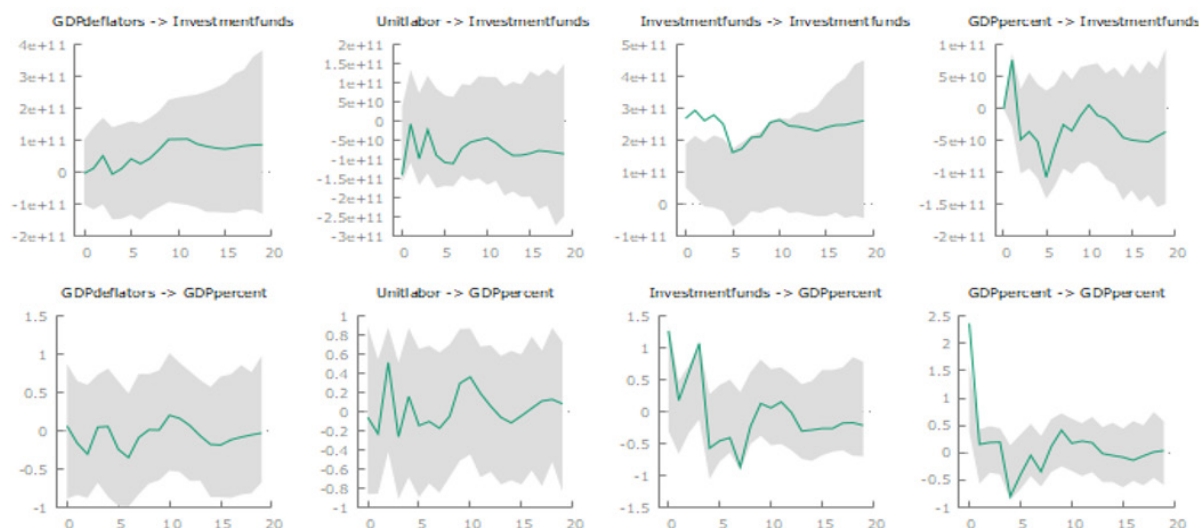 GDPdeflators -> Investmentfunds
Unitlabor -> Investmentfunds
Investmentfunds -> Investmentfunds
GDPpercent -> Investmentfunds
4e+11
3e+11
2e+11
1e+11
0
-1e+11
-2e+11
0 5 10 15 20
2e+11
1.5e+11
1e+11
5e+10
0
-5e+10
-1e+11
-1.5e+11
-2e+11
-2.5e+11
-3e+11
0 5 10 15 20
5e+11
4e+11
3e+11
2e+11
1e+11
0
-1e+11
0 5 10 15 20
1e+11
5e+10
0
-5e+10
-1e+11
-1.5e+11
-2e+11
0 5 10 15 20
GDPdeflators -> GDPpercent
Unitlabor -> GDPpercent
Investmentfunds -> GDPpercent
GDPpercent -> GDPpercent
1.5
1
0.5
0
-0.5
-1
0 5 10 15 20
1
0.8
0.6
0.4
0.2
0
-0.2
-0.4
-0.6
-0.8
-1
0 5 10 15 20
1.5
1
0.5
0
-0.5
-1
-1.5
0 5 10 15 20
2.5
2
1.5
1
0.5
0
-0.5
-1
0 5 10 15 20